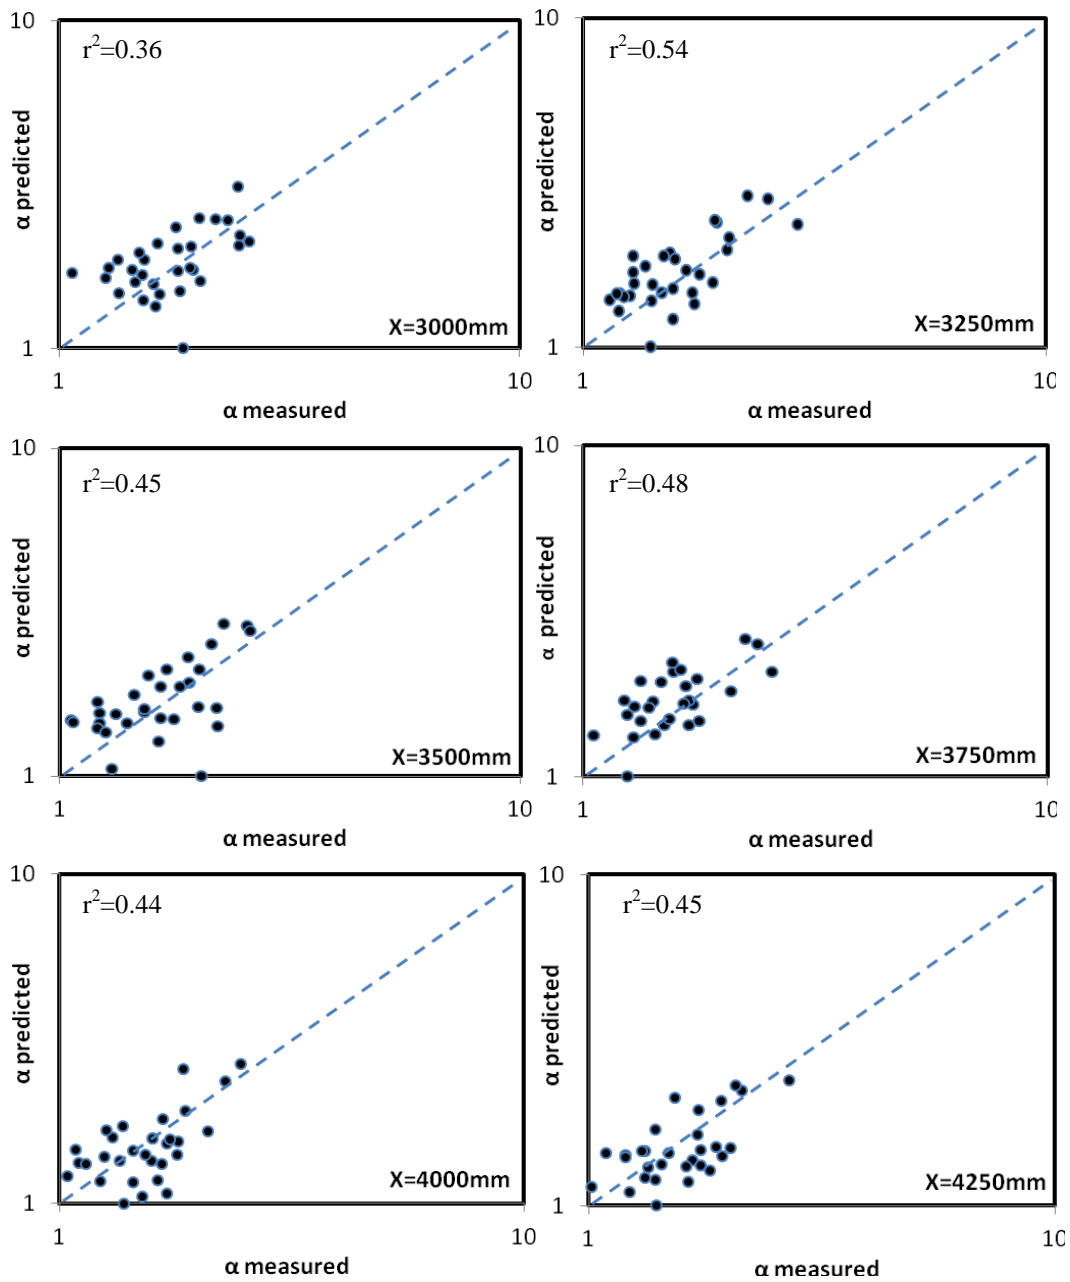 10
r²=0.36
α predicted
X=3000mm
1
1
10
α measured
10
r²=0.54
α predicted
X=3250mm
1
1
10
α measured
10
r²=0.45
α predicted
X=3500mm
1
1
10
α measured
10
r²=0.48
α predicted
X=3750mm
1
1
10
α measured
10
r²=0.44
α predicted
X=4000mm
1
1
10
α measured
10
r²=0.45
α predicted
X=4250mm
1
1
10
α measured